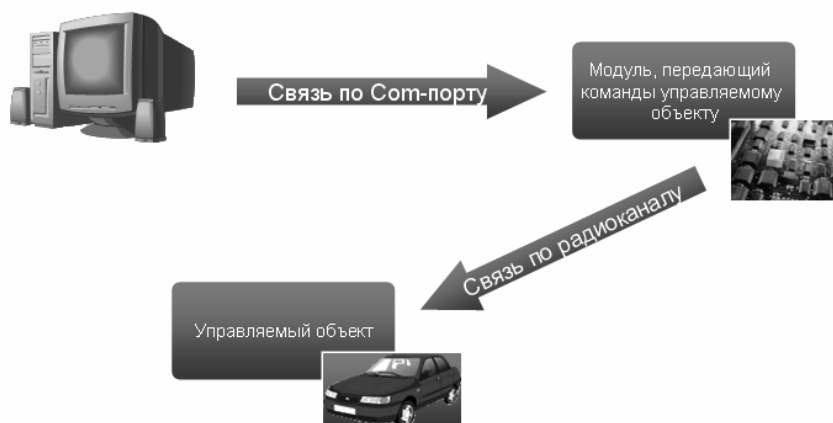 Связь по Com-порту
Модуль, передающий
команды управляемому
объекту
Связь по радиоканалу
Управляемый объект